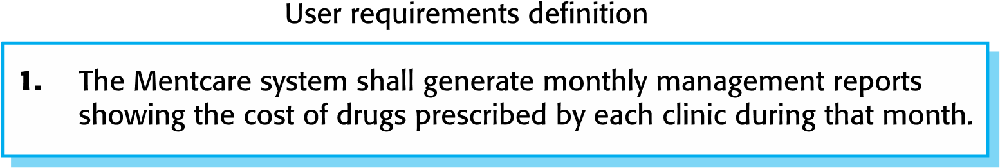 User requirements definition
1. The Mentcare system shall generate monthly management reports
showing the cost of drugs prescribed by each clinic during that month.